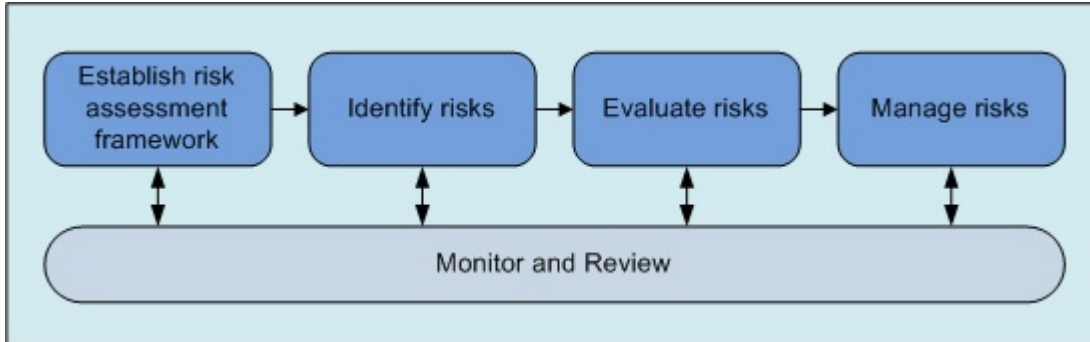 Establish risk
assessment
framework
Identify risks
Evaluate risks
Manage risks
Monitor and Review